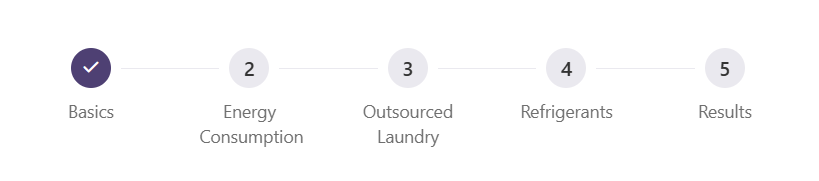 2
3
4
5
Basics
Energy
Consumption
Outsourced
Laundry
Refrigerants
Results